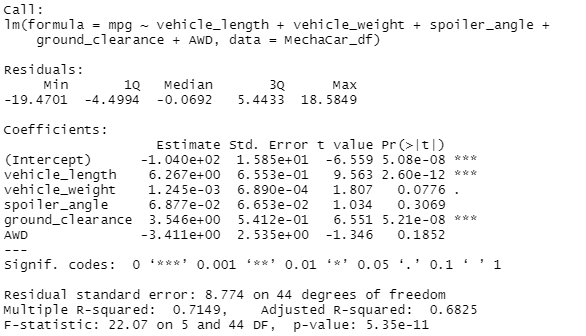 Call:
lm(formula = mpg ~ vehicle_length + vehicle_weight + spoiler_angle +
    ground_clearance + AWD, data = MechaCar_df)

Residuals:
     Min       1Q   Median       3Q      Max
-19.4701  -4.4994  -0.0692   5.4433  18.5849

Coefficients:
                   Estimate Std. Error t value Pr(>|t|)
(Intercept)      -1.040e+02  1.585e+01  -6.559 5.08e-08 ***
vehicle_length    6.267e+00  6.553e-01   9.563 2.60e-12 ***
vehicle_weight    1.245e-03  6.890e-04   1.807   0.0776 .
spoiler_angle     6.877e-02  6.653e-02   1.034   0.3069
ground_clearance  3.546e+00  5.412e-01   6.551 5.21e-08 ***
AWD              -3.411e+00  2.535e+00  -1.346   0.1852
---
Signif. codes:  0 ‘***’ 0.001 ‘**’ 0.01 ‘*’ 0.05 ‘.’ 0.1 ‘ ’ 1

Residual standard error: 8.774 on 44 degrees of freedom
Multiple R-squared:  0.7149,    Adjusted R-squared:  0.6825
F-statistic: 22.07 on 5 and 44 DF,  p-value: 5.35e-11